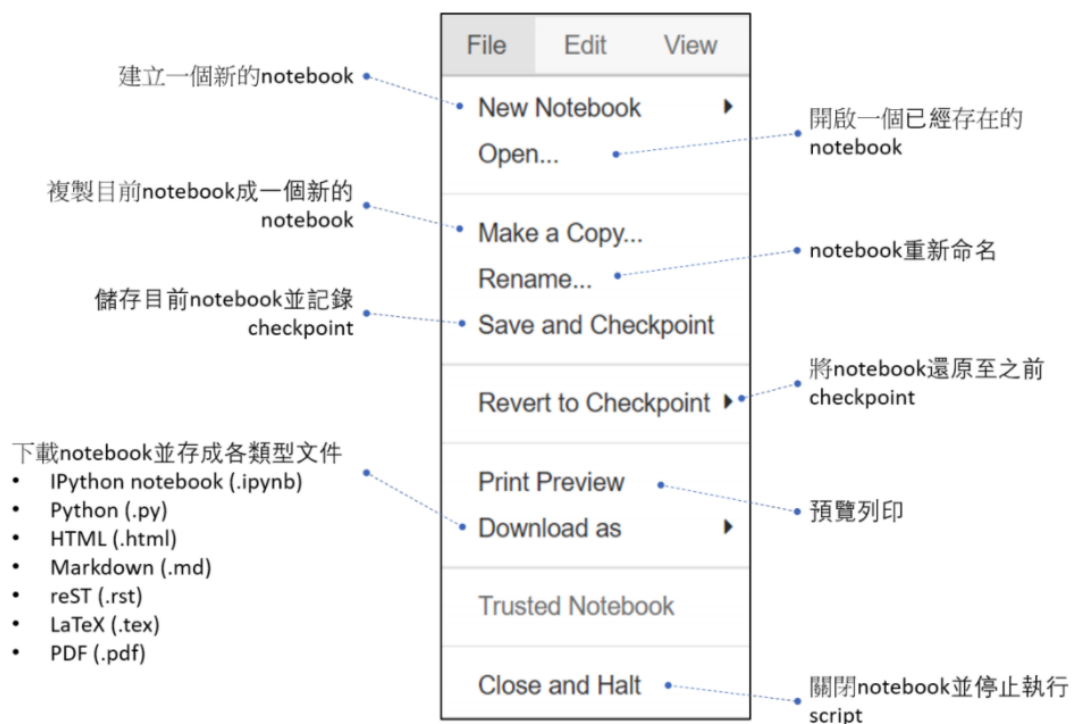 File Edit View
建立一個新的notebook
New Notebook
開啟一個已經存在的
notebook
Open...
複製目前notebook成一個新的
notebook
Make a Copy...
notebook重新命名
Rename...
儲存目前notebook並記錄
checkpoint
Save and Checkpoint
將notebook還原至之前
checkpoint
Revert to Checkpoint
下載notebook並存成各類型文件
• IPython notebook (.ipynb)
• Python (.py)
• HTML (.html)
• Markdown (.md)
• reST (.rst)
• LaTeX (.tex)
• PDF (.pdf)
Print Preview
預覽列印
Download as
Trusted Notebook
Close and Halt
關閉notebook並停止執行
script